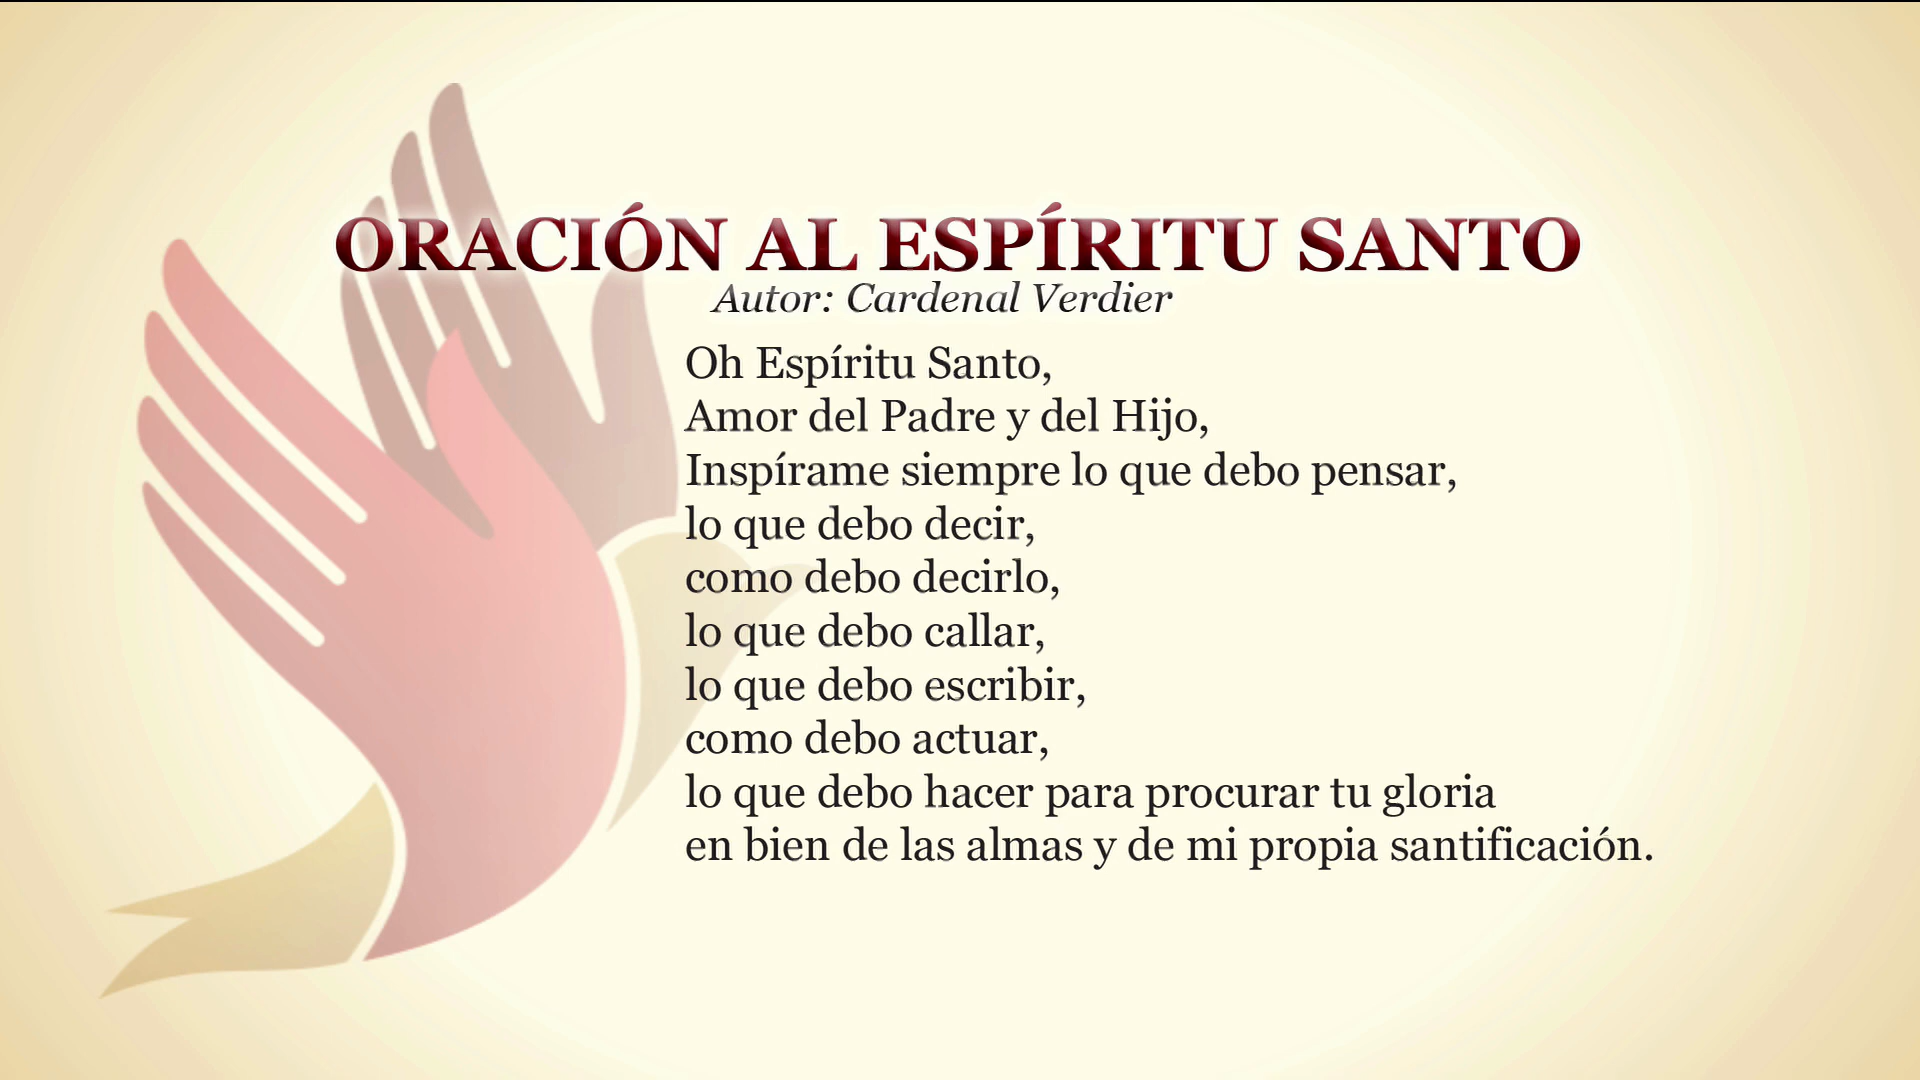 ORACIÓN AL ESPÍRITU SANTO
Autor: Cardenal Verdier
Oh Espíritu Santo,
Amor del Padre y del Hijo,
Inspírame siempre lo que debo pensar,
lo que debo decir,
como debo decirlo,
lo que debo callar,
lo que debo escribir,
como debo actuar,
lo que debo hacer para procurar tu gloria
en bien de las almas y de mi propia santificación.